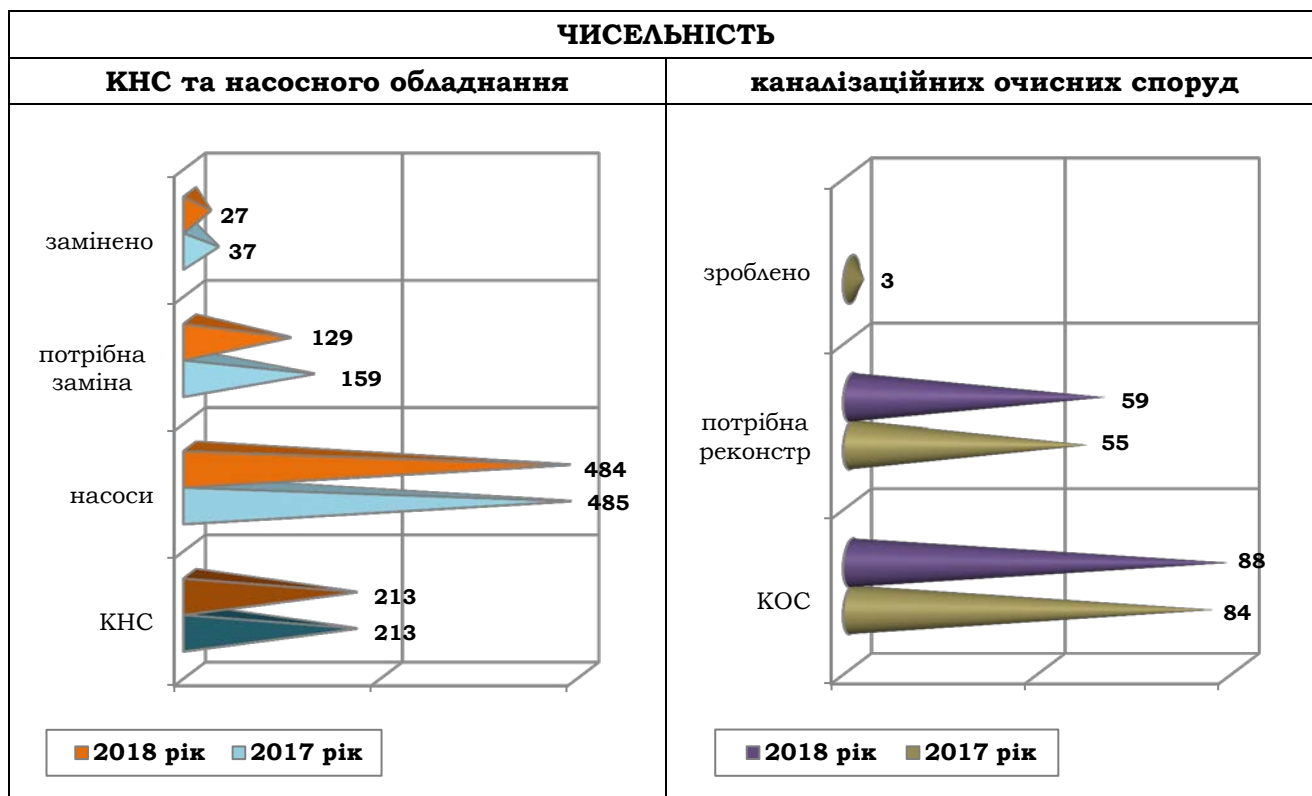 ЧИСЕЛЬНІСТЬ
КНС та насосного обладнання
каналізаційних очисних споруд
замінено
27
37
потрібна
заміна
129
159
насоси
484
485
КНС
213
213
2018 рік
2017 рік
зроблено
3
потрібна
реконстр
59
55
КОС
88
84
2018 рік
2017 рік